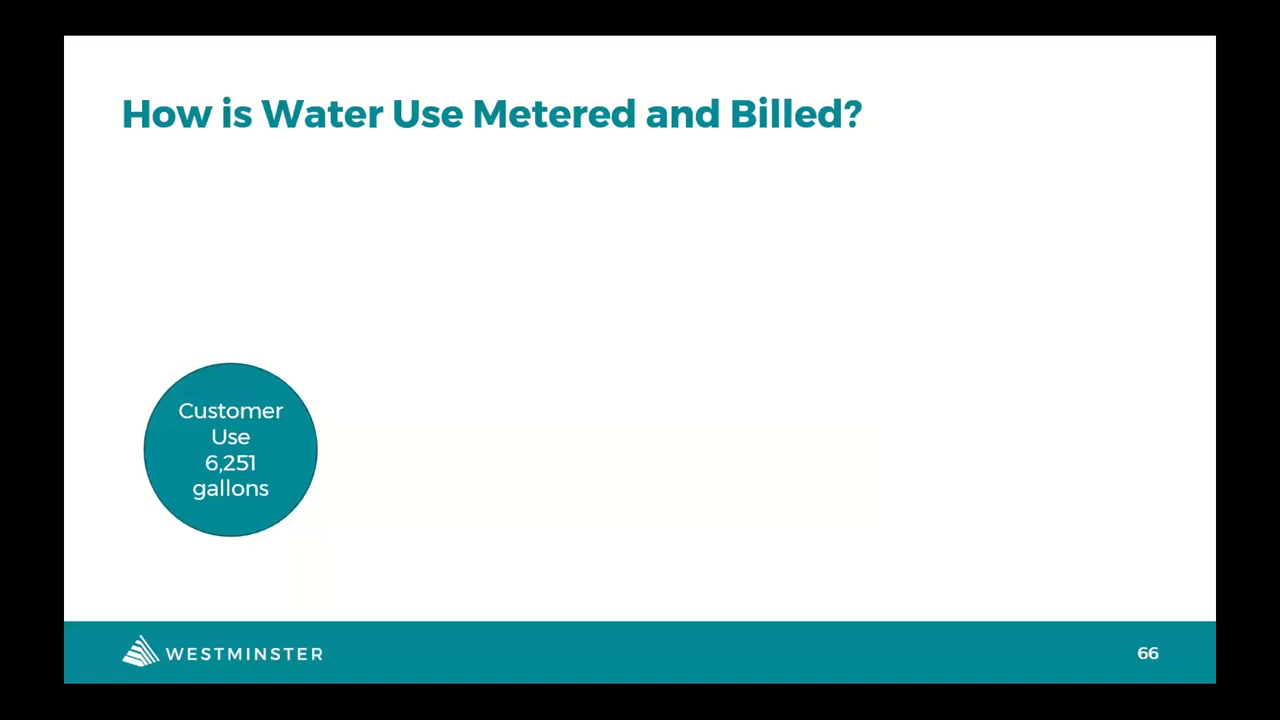 How is Water Use Metered and Billed?
Customer
Use
6,251
gallons
WESTMINSTER
66